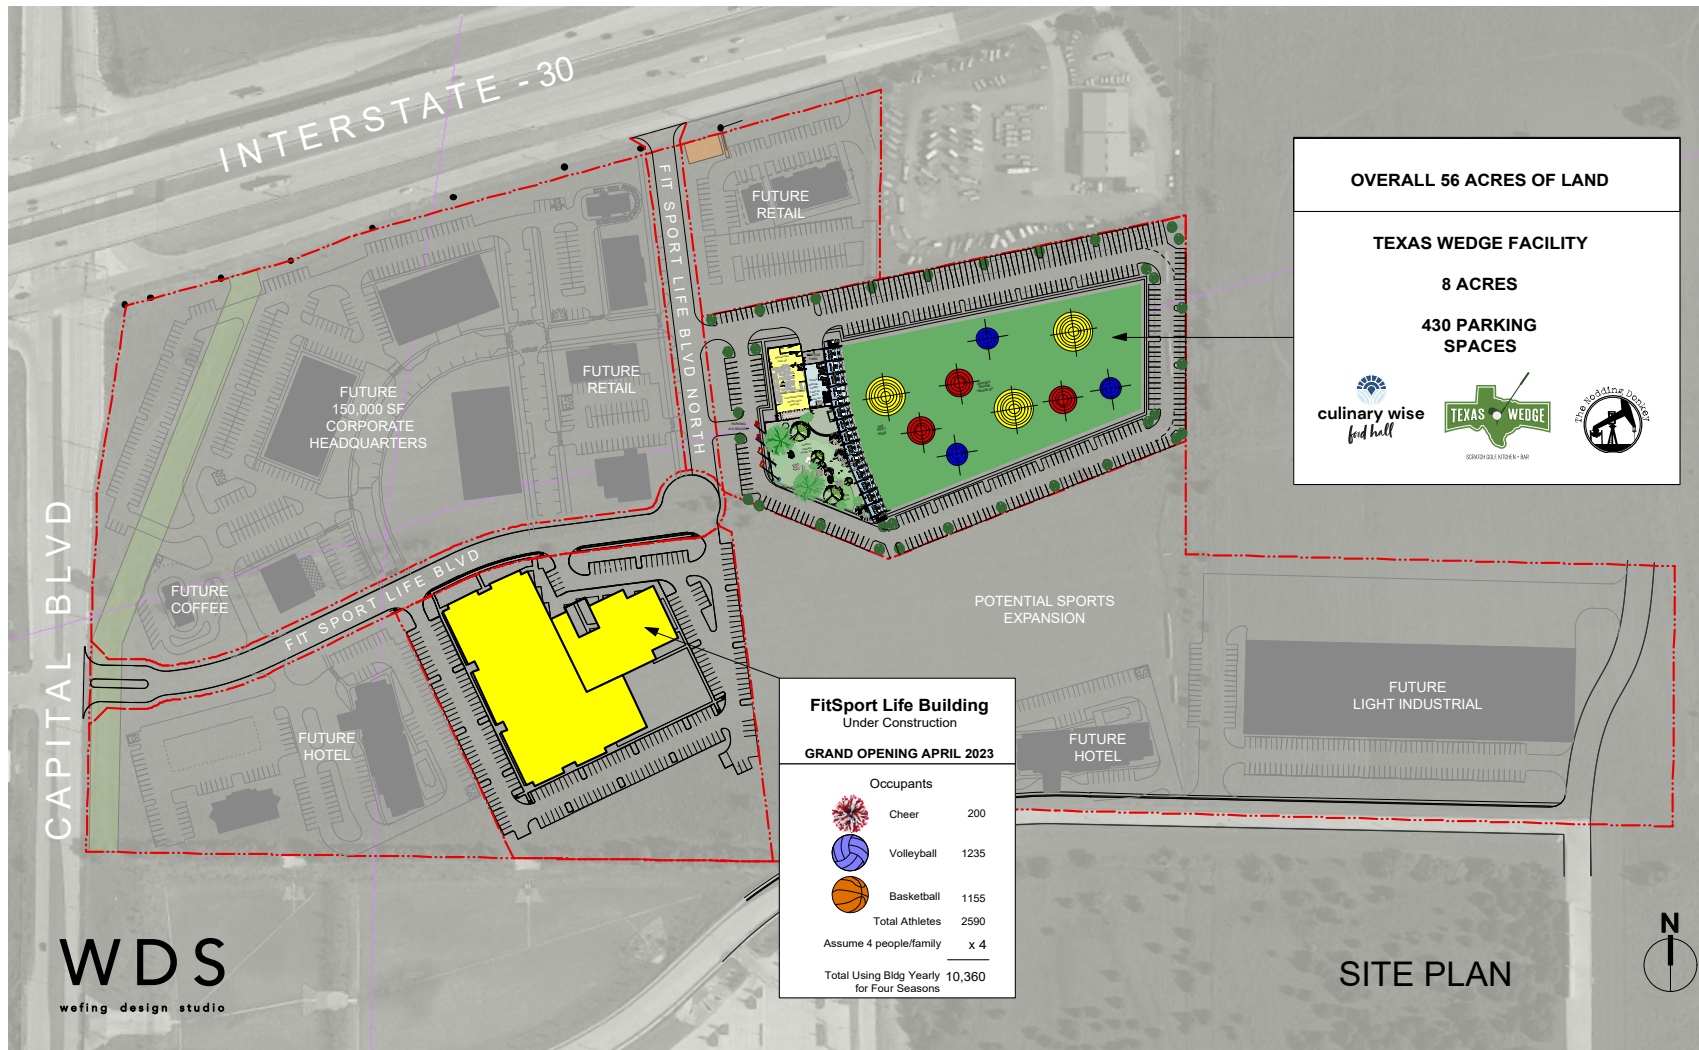 INTERSTATE - 30
FIT SPORT LIFE BLVD NORTH
FUTURE
RETAIL
OVERALL 56 ACRES OF LAND
TEXAS WEDGE FACILITY
8 ACRES
430 PARKING
SPACES
culinary wise
food hall
TEXAS WEDGE
SCRATCH GOLF KITCHEN + BAR
The Nodding Donkey
FUTURE
RETAIL
FUTURE
150,000 SF
CORPORATE
HEADQUARTERS
CAPITAL BLVD
FUTURE
COFFEE
FIT SPORT LIFE BLVD
POTENTIAL SPORTS
EXPANSION
FUTURE
LIGHT INDUSTRIAL
FUTURE
HOTEL
FUTURE
HOTEL
FitSport Life Building
Under Construction
GRAND OPENING APRIL 2023
Occupants
Cheer 200
Volleyball 1235
Basketball 1155
Total Athletes 2590
Assume 4 people/family x 4
Total Using Bldg Yearly 10,360
for Four Seasons
WDS
wefing design studio
SITE PLAN
N